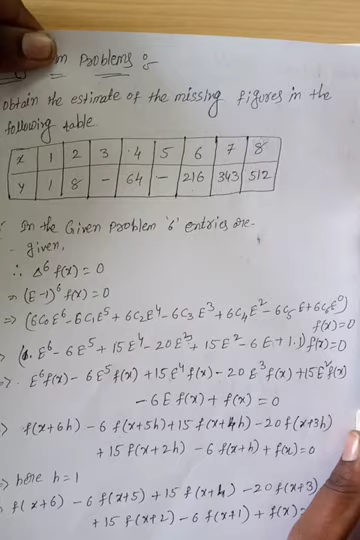 m Problems :
obtain the estimate of the missing figures in the
following table
x 1 2 3 4 5 6 7 8
y 1 8 - 64 - 216 343 512
In the Given problem '6' entries are
given.
∴ Δ⁶ f(x) = 0
= (E-1)⁶ f(x) = 0
⇒ (6C₀E⁶ - 6C₁E⁵ + 6C₂E⁴ - 6C₃E³ + 6C₄E² - 6C₅E + 6C₆E⁰)
f(x) = 0
⇒ (1. E⁶ - 6E⁵ + 15E⁴ - 20E³ + 15E² - 6E + 1.1) f(x) = 0
⇒ E⁶f(x) - 6E⁵f(x) + 15E⁴f(x) - 20E³f(x) + 15E²f(x)
- 6E f(x) + f(x) = 0
⇒ f(x+6h) - 6f(x+5h) + 15f(x+4h) - 20f(x+3h)
+ 15f(x+2h) - 6f(x+h) + f(x) = 0
⇒ here h = 1
f(x+6) - 6f(x+5) + 15f(x+4) - 20f(x+3)
+ 15f(x+2) - 6f(x+1) + f(x) =